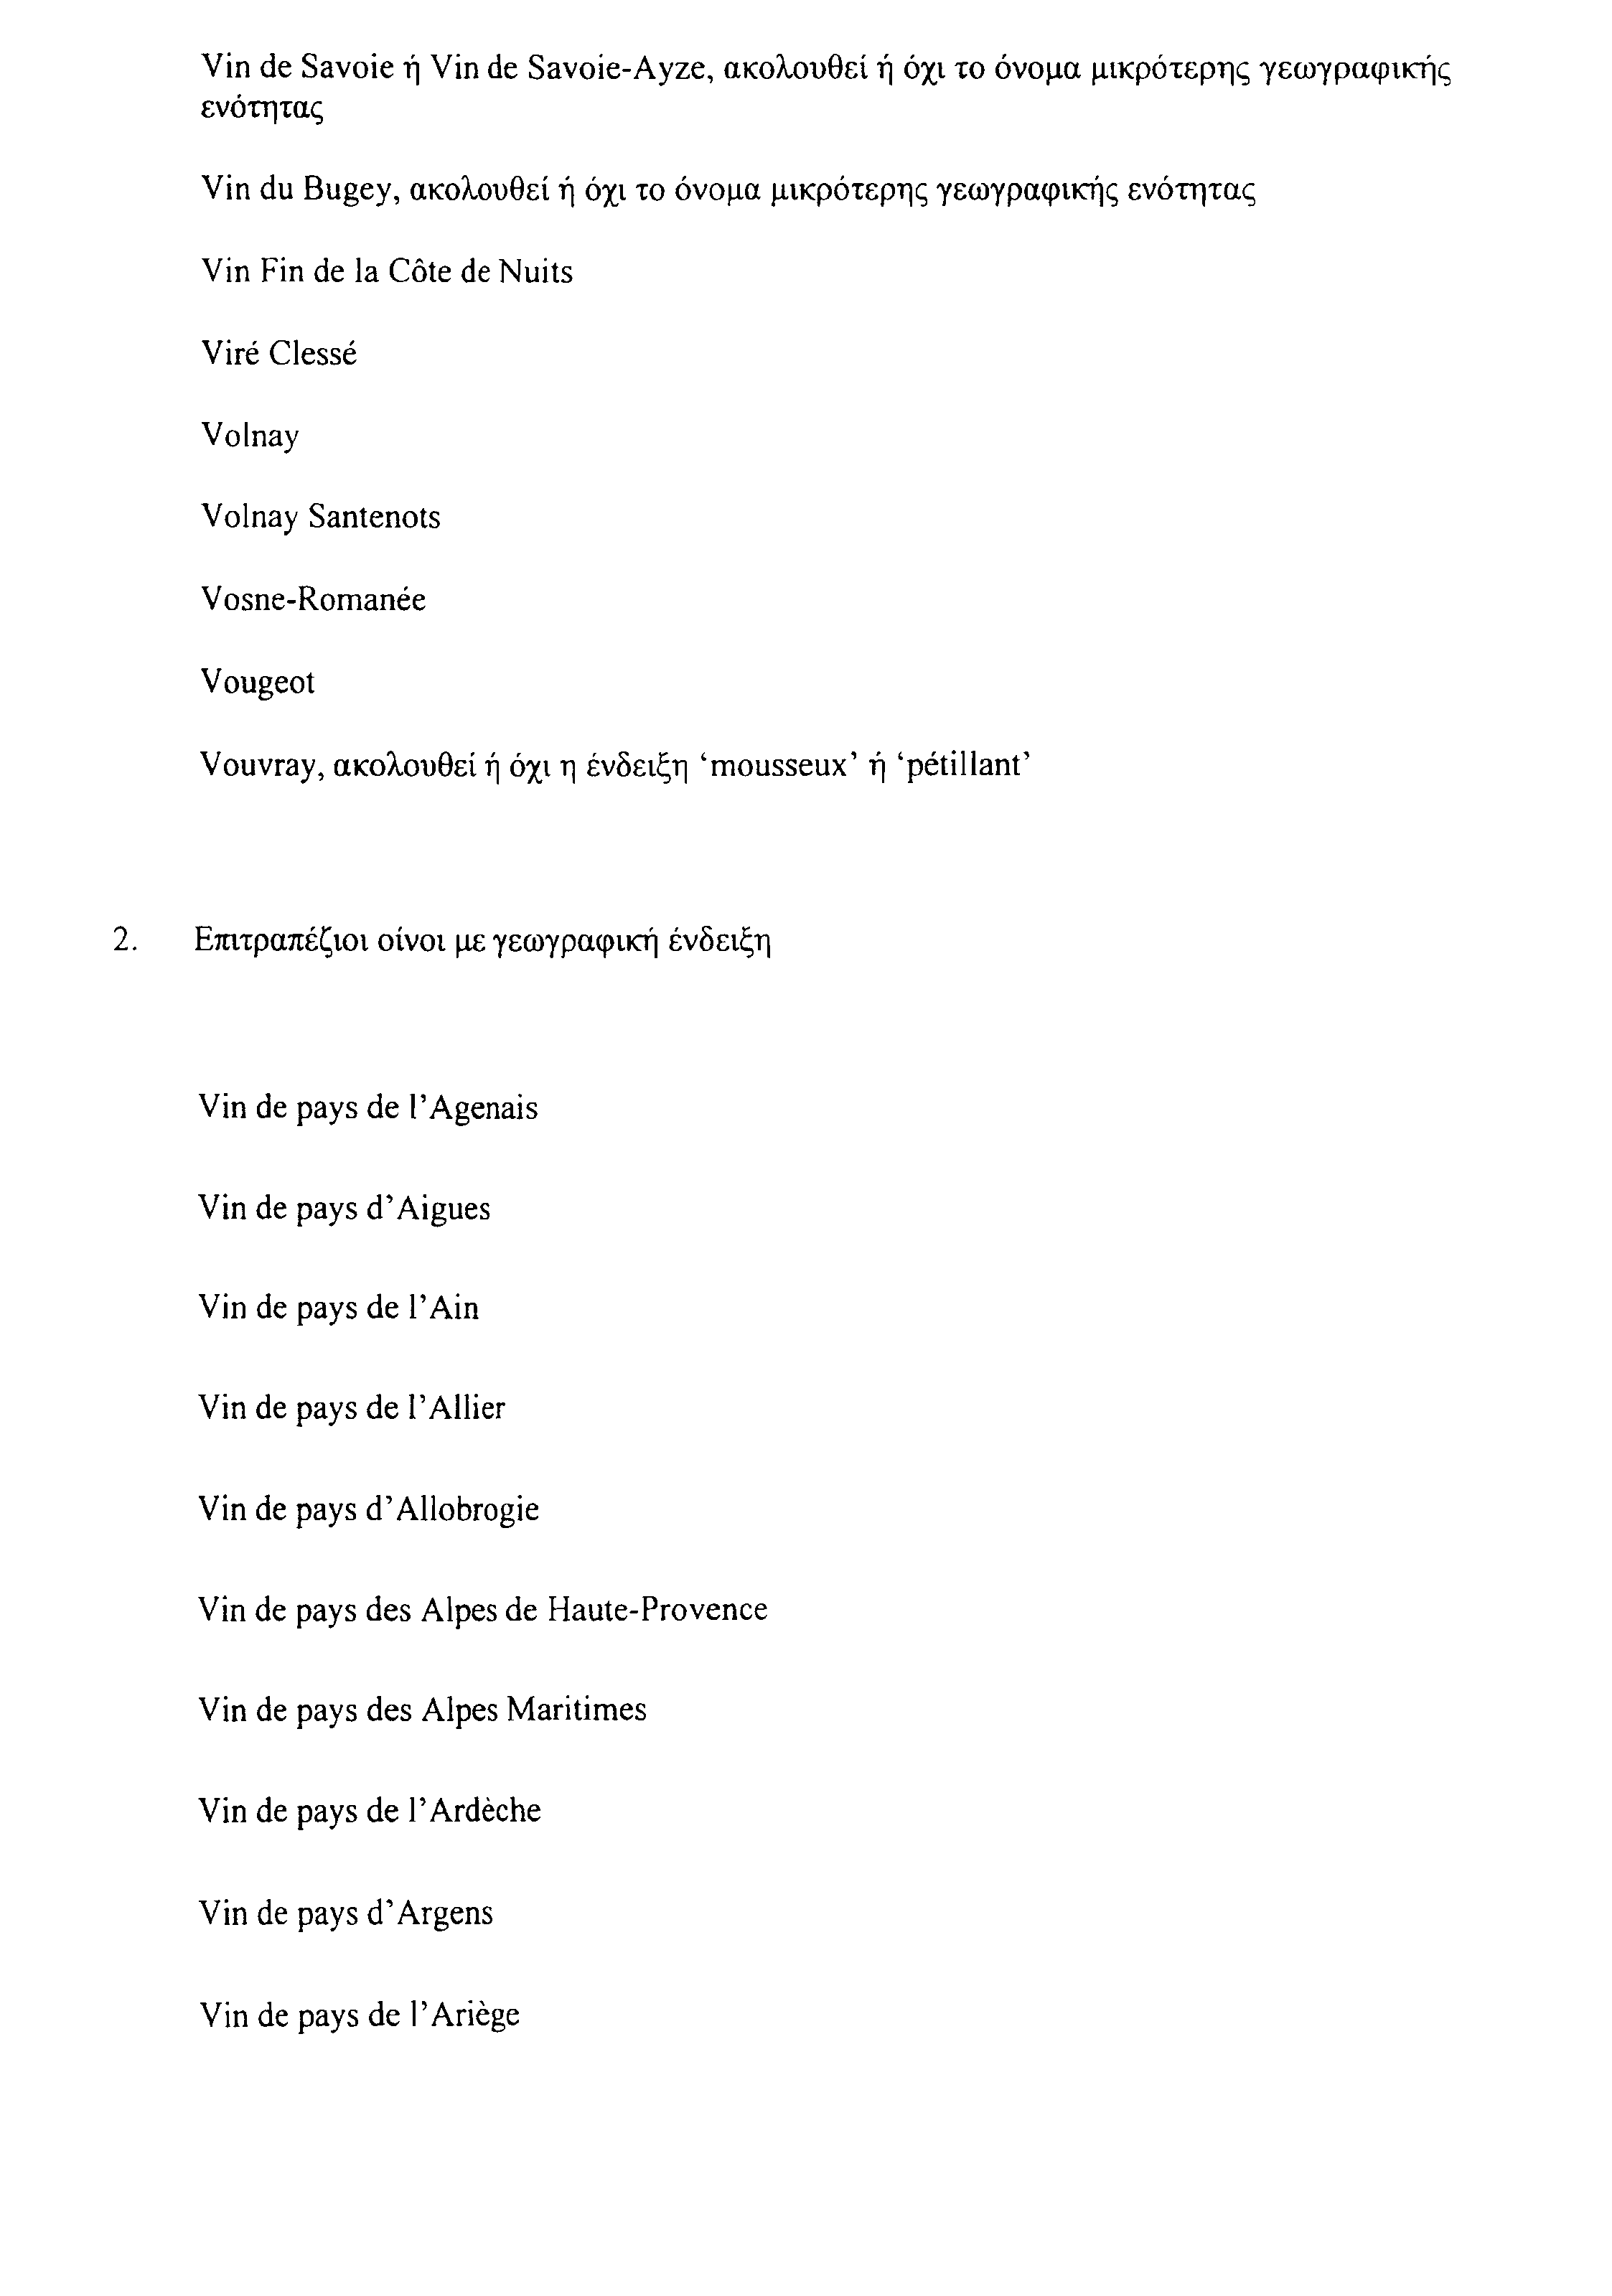 Vin de Savoie ή Vin de Savoie-Ayze, ακολουθεί ή όχι το όνομα μικρότερης γεωγραφικής
ενότητας
Vin du Bugey, ακολουθεί ή όχι το όνομα μικρότερης γεωγραφικής ενότητας
Vin Fin de la Côte de Nuits
Viré Clessé
Volnay
Volnay Santenots
Vosne-Romanée
Vougeot
Vouvray, ακολουθεί ή όχι η ένδειξη ‘mousseux’ ή ‘pétillant’
2. Επιτραπέζιοι οίνοι με γεωγραφική ένδειξη
Vin de pays de l’Agenais
Vin de pays d’Aigues
Vin de pays de l’Ain
Vin de pays de l’Allier
Vin de pays d’Allobrogie
Vin de pays des Alpes de Haute-Provence
Vin de pays des Alpes Maritimes
Vin de pays de l’Ardèche
Vin de pays d’Argens
Vin de pays de l’Ariège